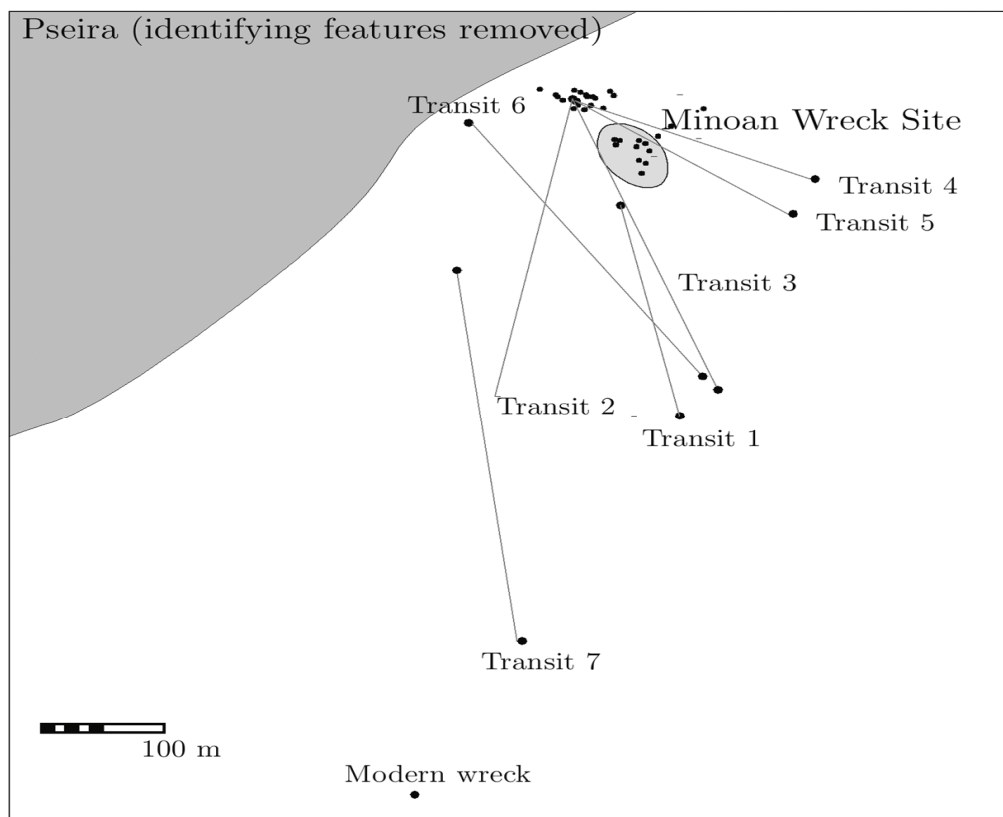 Pseira (identifying features removed)
Transit 6
Minoan Wreck Site
Transit 4
Transit 5
Transit 3
Transit 2
Transit 1
Transit 7
100 m
Modern wreck